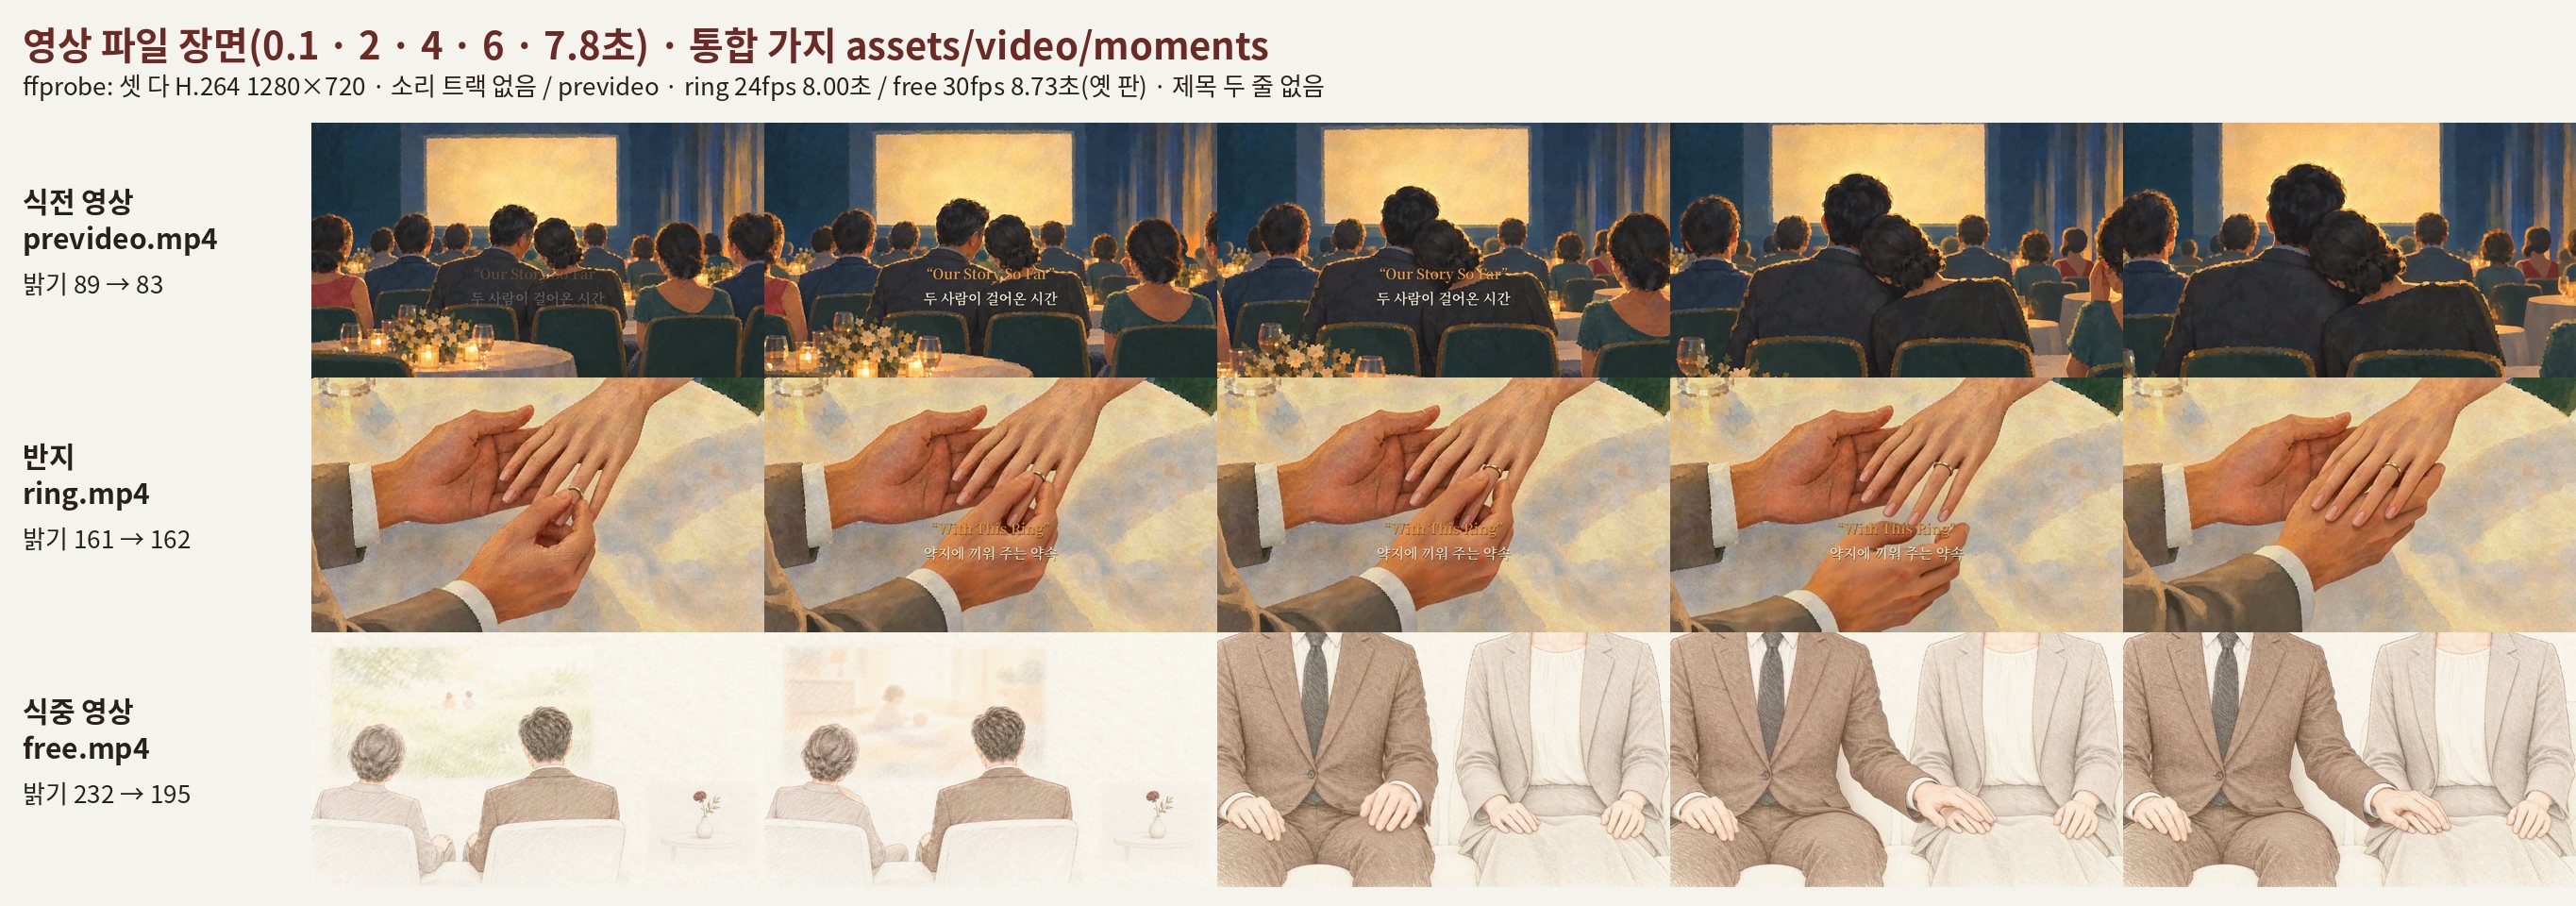 영상 파일 장면(0.1 · 2 · 4 · 6 · 7.8초) · 통합 가지 assets/video/moments
ffprobe: 셋 다 H.264 1280×720 · 소리 트랙 없음 / prevideo · ring 24fps 8.00초 / free 30fps 8.73초(옛 판) · 제목 두 줄 없음
식전 영상
prevideo.mp4
밝기 89 → 83
“Our Story So Far”
두 사람이 걸어온 시간
“Our Story So Far”
두 사람이 걸어온 시간
“Our Story So Far”
두 사람이 걸어온 시간
반지
ring.mp4
밝기 161 → 162
“With This Ring”
약지에 끼워 주는 약속
“With This Ring”
약지에 끼워 주는 약속
“With This Ring”
약지에 끼워 주는 약속
식중 영상
free.mp4
밝기 232 → 195